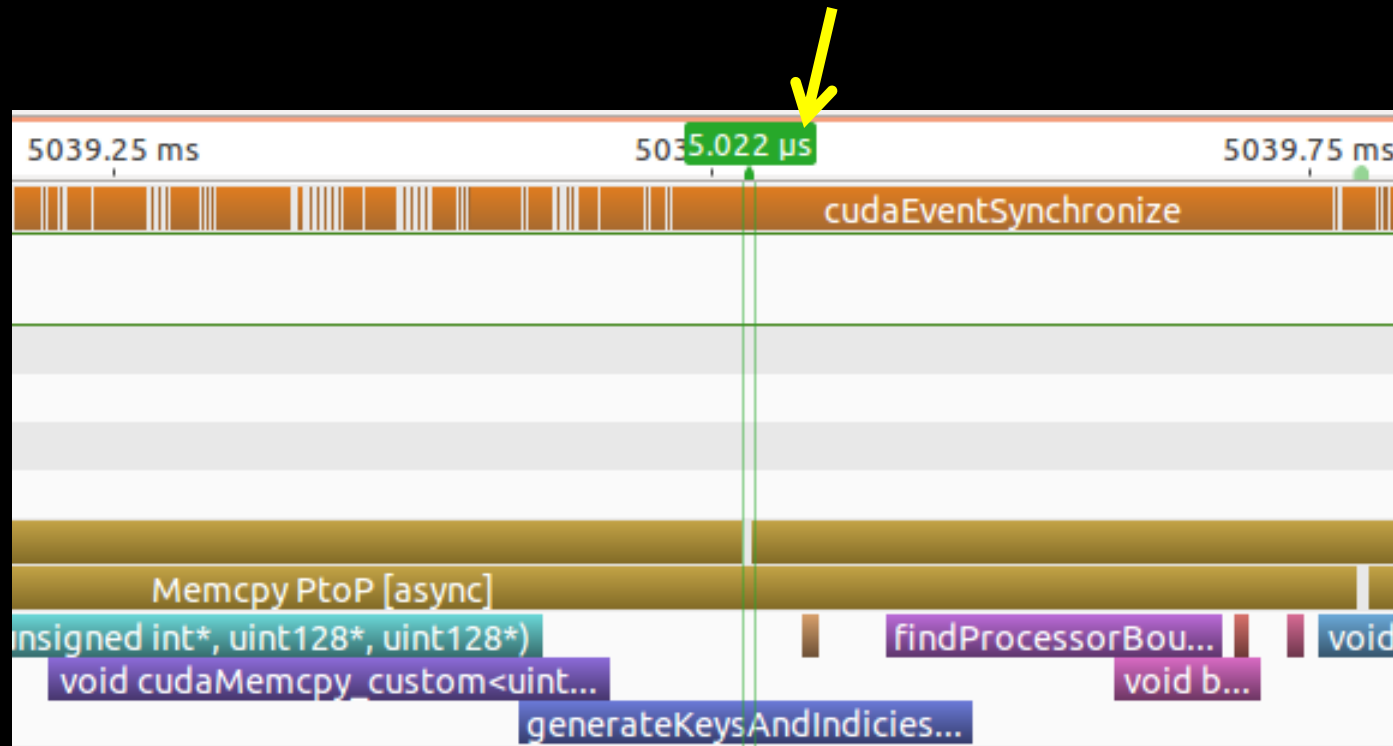 5039.25 ms 503 5.022 µs 5039.75 ms
cudaEventSynchronize
Memcpy PtoP [async]
nsigned int*, uint128*, uint128*) findProcessorBou... void
void cudaMemcpy_custom<uint... void b...
generateKeysAndIndicies...